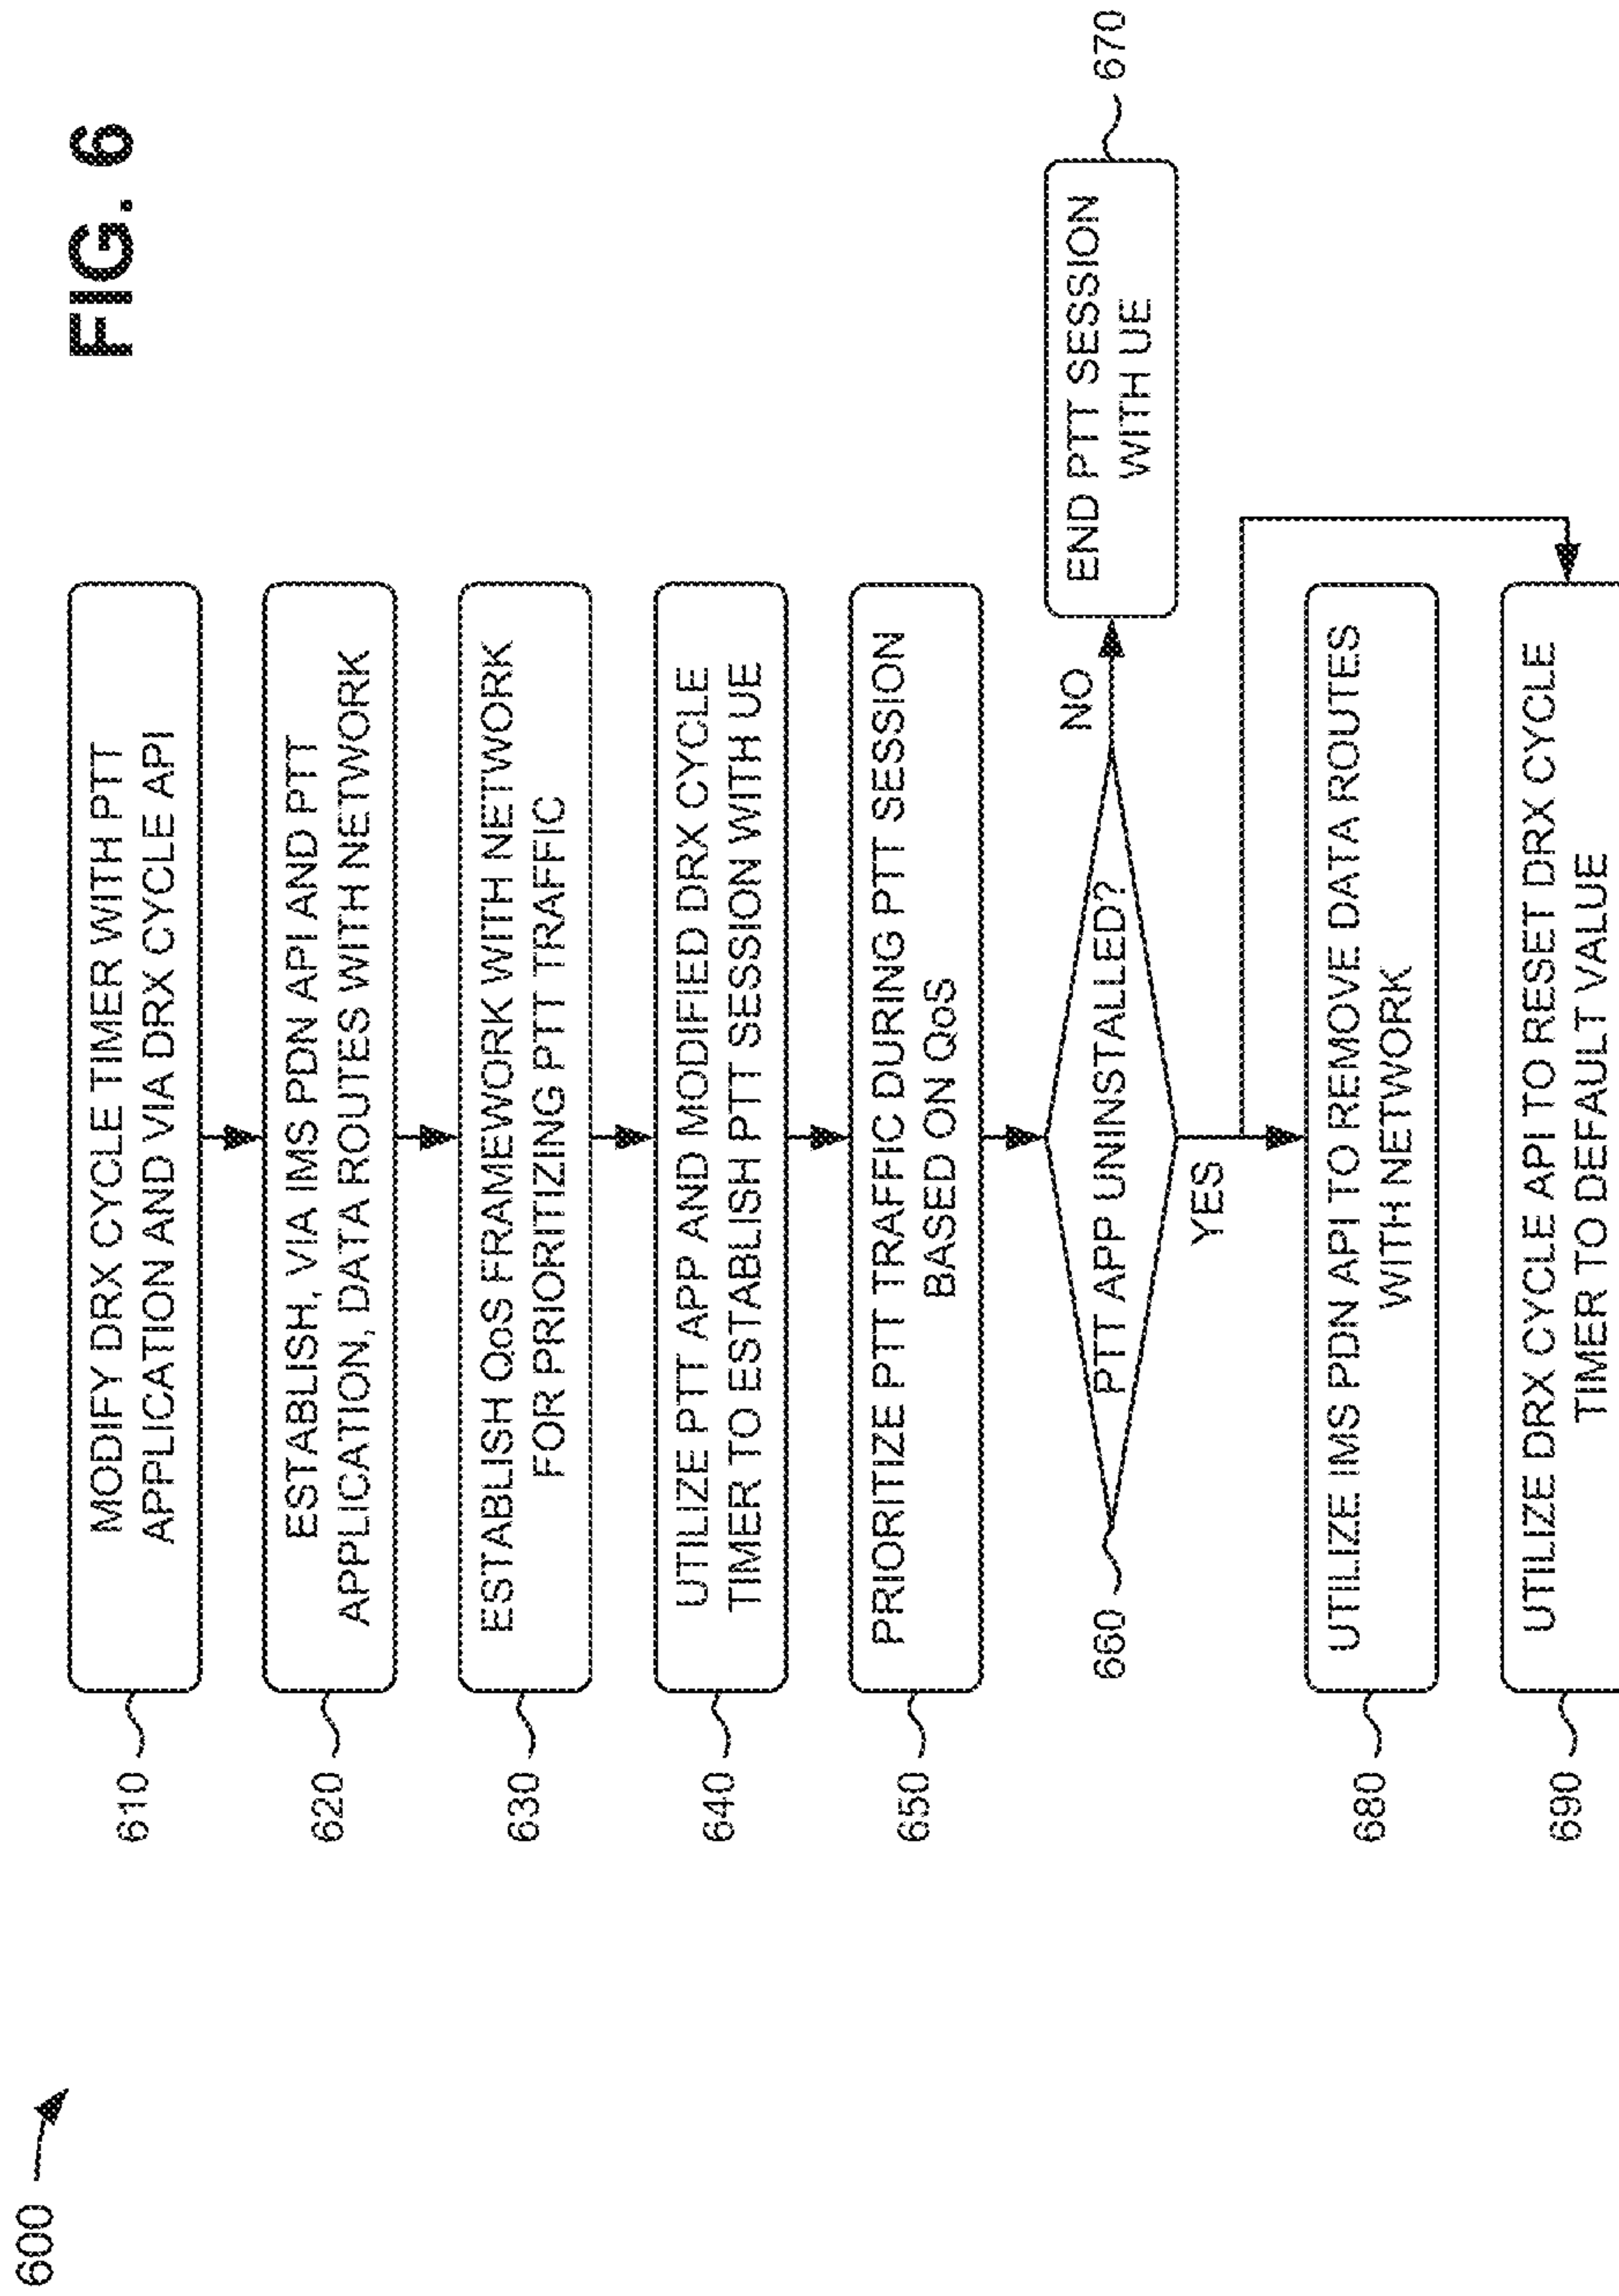 FIG. 6
600
610
MODIFY DRX CYCLE TIMER WITH PTT
APPLICATION AND VIA DRX CYCLE API
620
ESTABLISH, VIA IMS PDN API AND PTT
APPLICATION, DATA ROUTES WITH NETWORK
630
ESTABLISH QoS FRAMEWORK WITH NETWORK
FOR PRIORITIZING PTT TRAFFIC
640
UTILIZE PTT APP AND MODIFIED DRX CYCLE
TIMER TO ESTABLISH PTT SESSION WITH UE
650
PRIORITIZE PTT TRAFFIC DURING PTT SESSION
BASED ON QoS
660
PTT APP UNINSTALLED?
NO
END PTT SESSION
WITH UE
670
YES
680
UTILIZE IMS PDN API TO REMOVE DATA ROUTES
WITH NETWORK
690
UTILIZE DRX CYCLE API TO RESET DRX CYCLE
TIMER TO DEFAULT VALUE